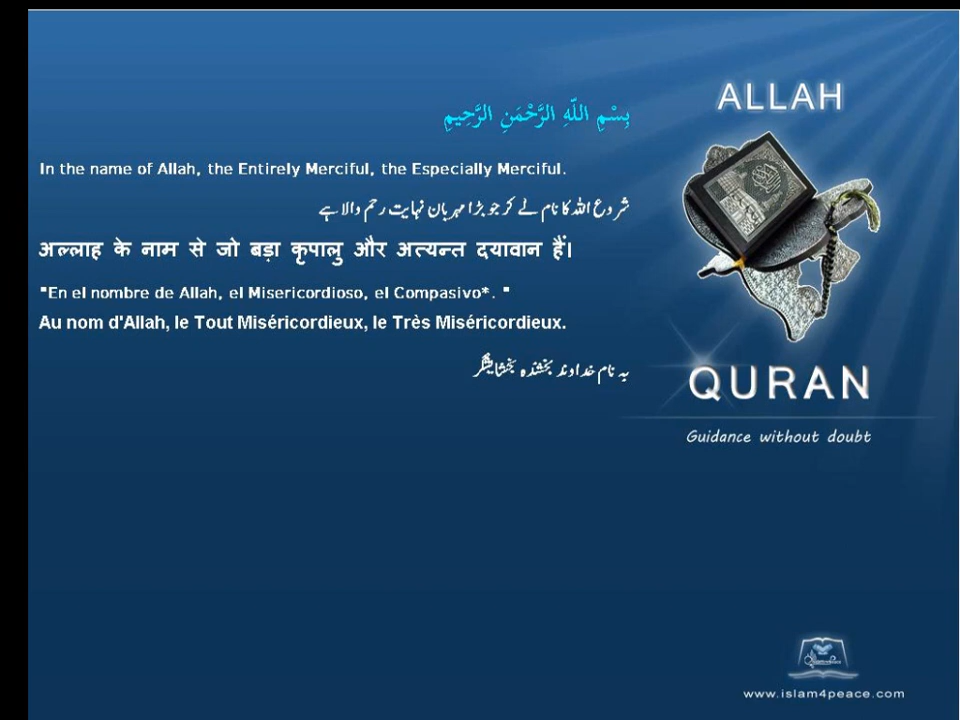 بِسْمِ اللَّهِ الرَّحْمَنِ الرَّحِيمِ
In the name of Allah, the Entirely Merciful, the Especially Merciful.
شروع الله کا نام لے کر جو بڑا مہربان نہایت رحم والا ہے
अल्लाह के नाम से जो बड़ा कृपालु और अत्यन्त दयावान हैं।
"En el nombre de Allah, el Misericordioso, el Compasivo*. "
Au nom d'Allah, le Tout Miséricordieux, le Très Miséricordieux.
به نام خداوند بخشنده بخشایشگر
ALLAH
QURAN
Guidance without doubt
www.islam4peace.com